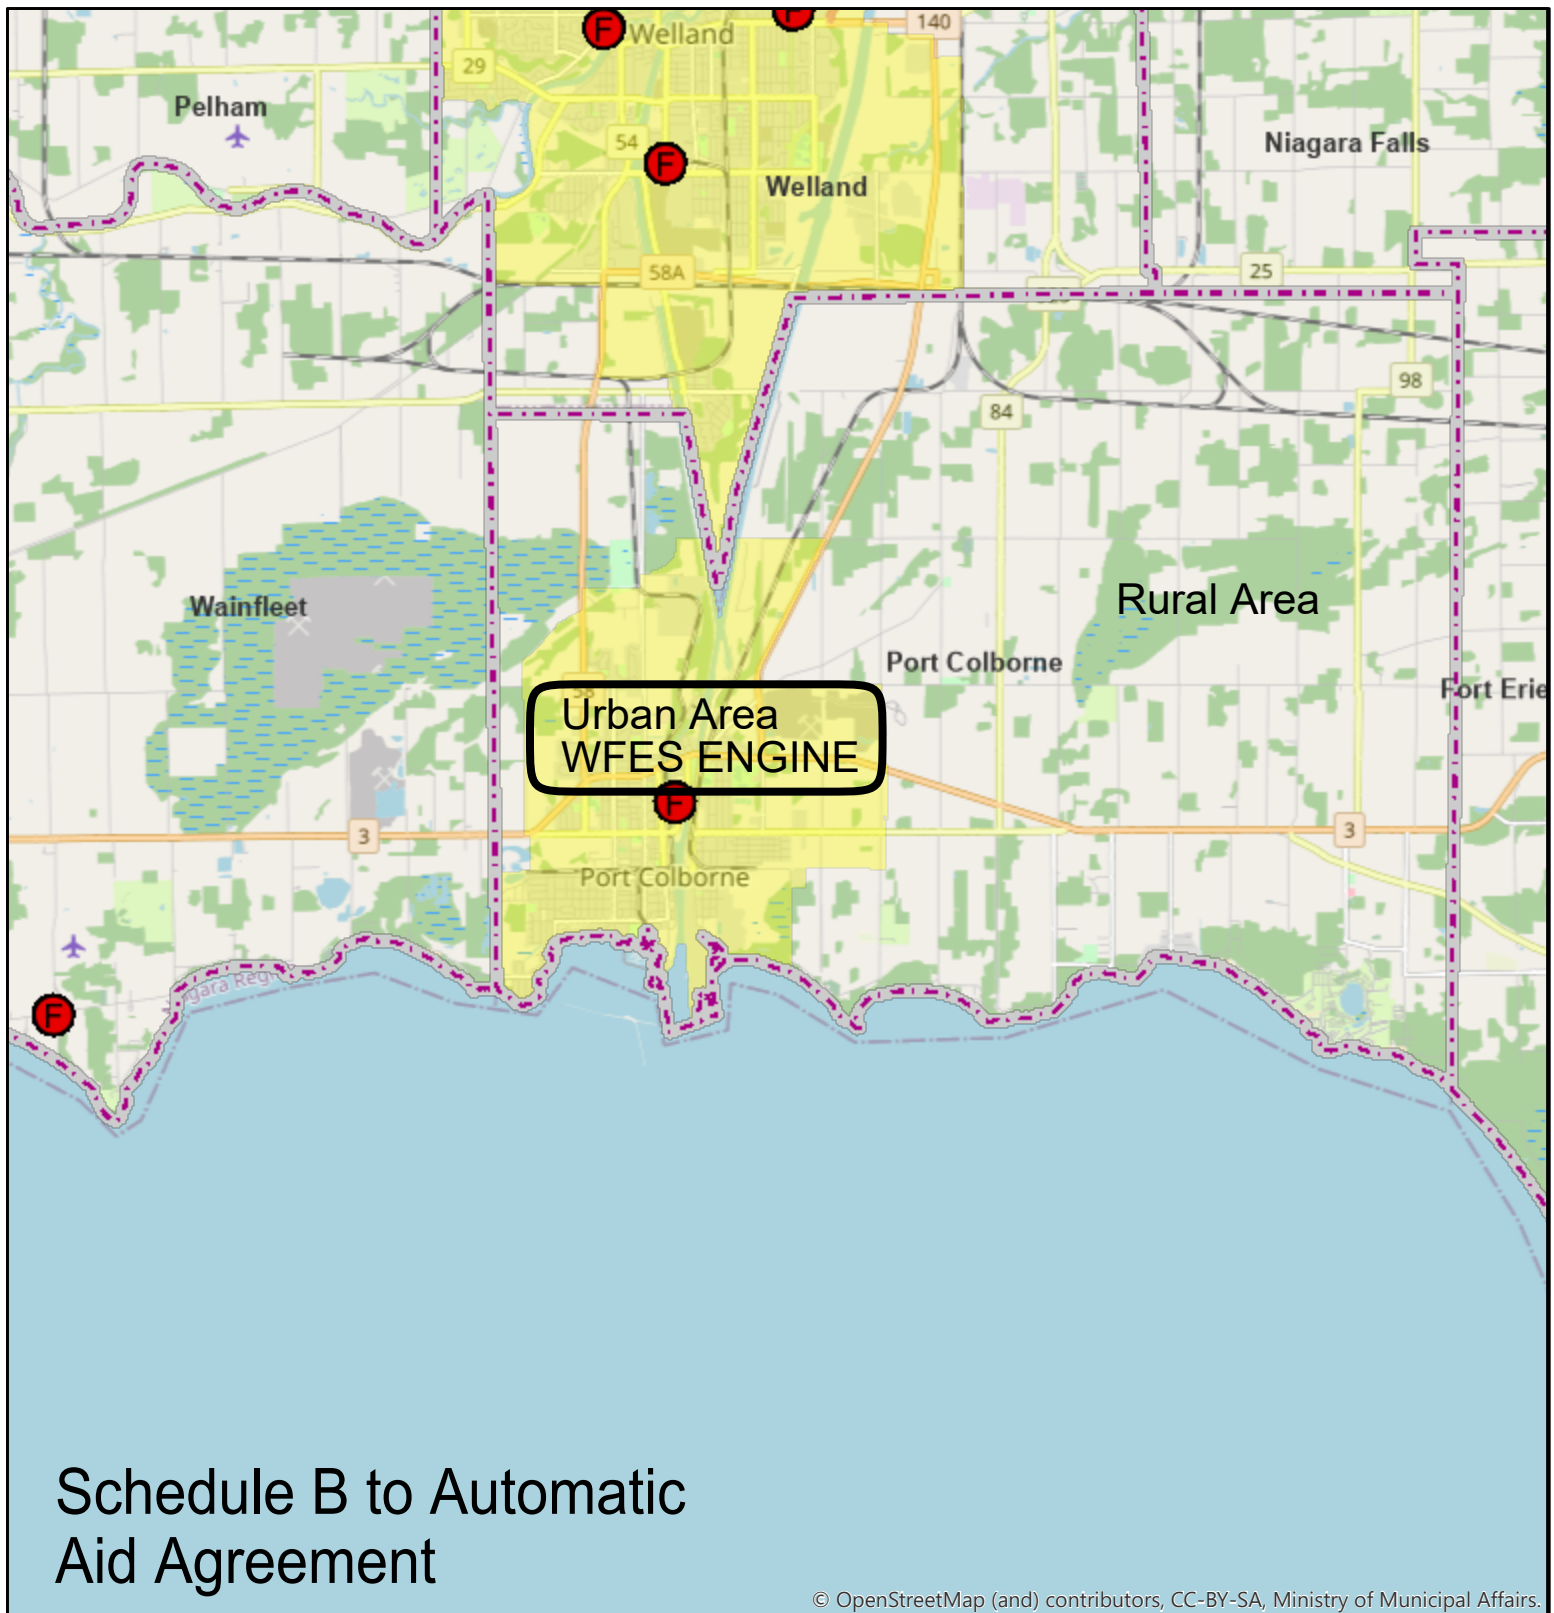 F
F
Welland
140
29
Pelham
54
F
Niagara Falls
Welland
58A
25
98
84
Wainfleet
Rural Area
Port Colborne
Fort Erie
58
Urban Area
WFES ENGINE
F
3
3
Port Colborne
F
Schedule B to Automatic
Aid Agreement
© OpenStreetMap (and) contributors, CC-BY-SA, Ministry of Municipal Affairs.